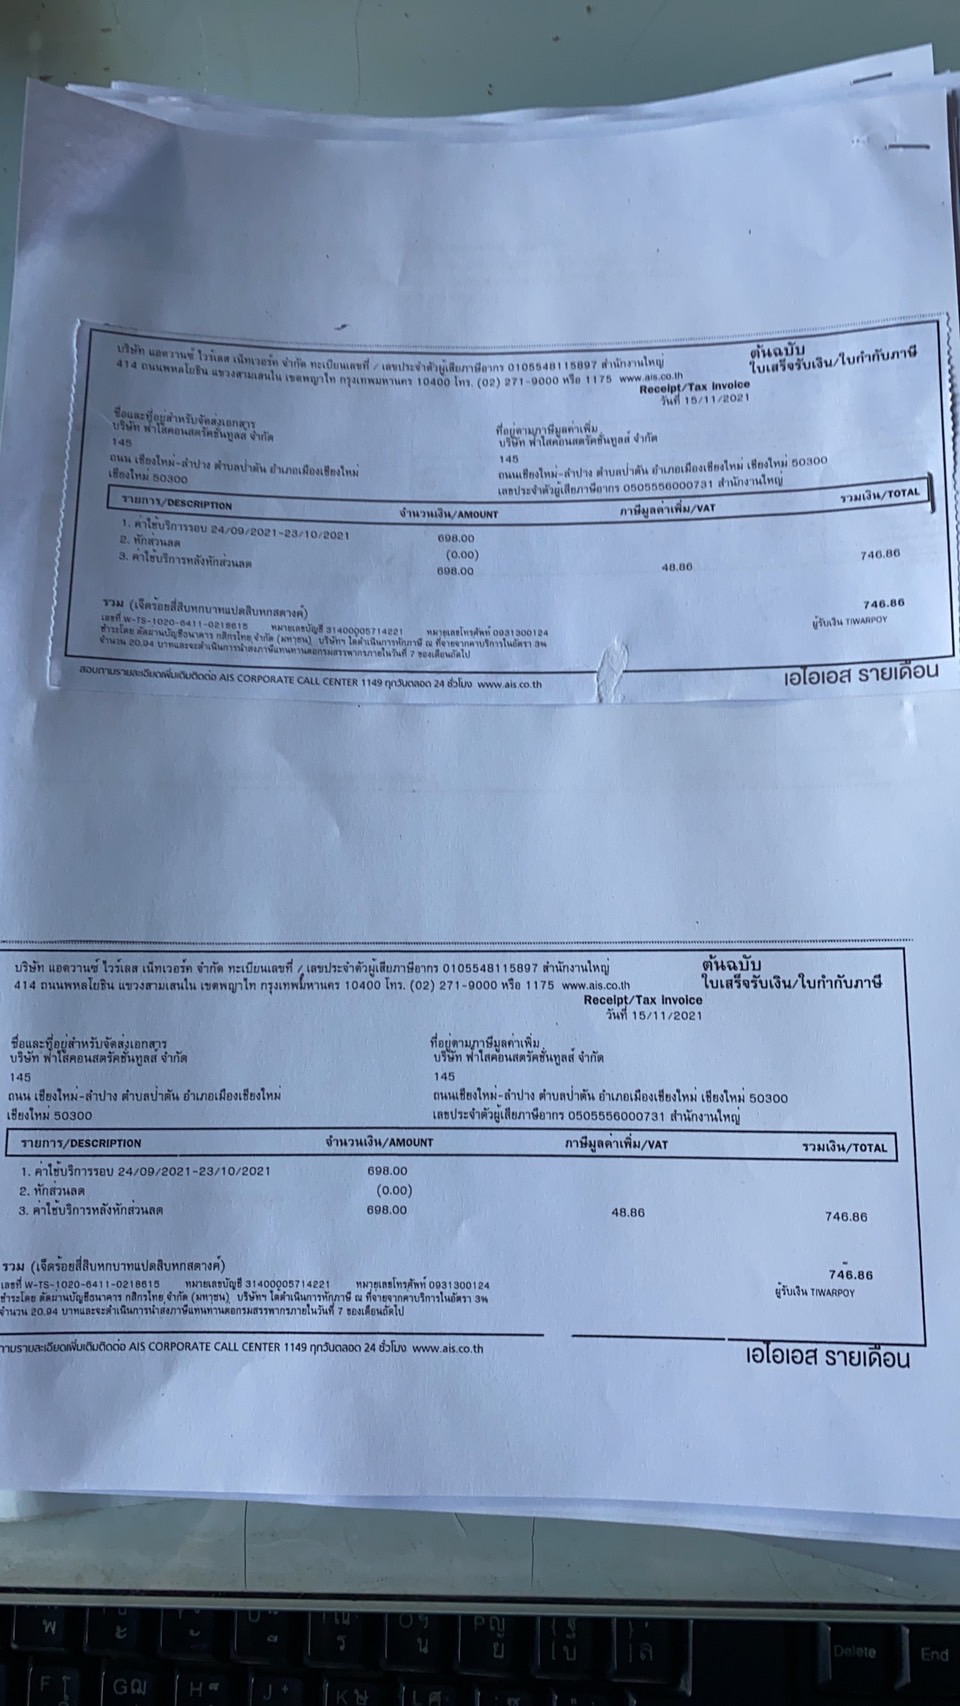 บริษัท แอดวานซ์ ไวร์เลส เน็ทเวอร์ค จำกัด ทะเบียนเลขที่ / เลขประจำตัวผู้เสียภาษีอากร 0105548115897 สำนักงานใหญ่
414 ถนนพหลโยธิน แขวงสามเสนใน เขตพญาไท กรุงเทพมหานคร 10400 โทร. (02) 271-9000 หรือ 1175 www.ais.co.th
ต้นฉบับ
ใบเสร็จรับเงิน/ใบกำกับภาษี
Receipt/Tax Invoice
วันที่ 15/11/2021
ชื่อและที่อยู่สำหรับจัดส่งเอกสาร
บริษัท ฟ้าใสคอนสตรัคชั่นทูลส์ จำกัด
145
ถนน เชียงใหม่-ลำปาง ตำบลป่าตัน อำเภอเมืองเชียงใหม่
เชียงใหม่ 50300
ที่อยู่ตามภาษีมูลค่าเพิ่ม
บริษัท ฟ้าใสคอนสตรัคชั่นทูลส์ จำกัด
145
ถนนเชียงใหม่-ลำปาง ตำบลป่าตัน อำเภอเมืองเชียงใหม่ เชียงใหม่ 50300
เลขประจำตัวผู้เสียภาษีอากร 0505556000731 สำนักงานใหญ่
รายการ/DESCRIPTION จำนวนเงิน/AMOUNT ภาษีมูลค่าเพิ่ม/VAT รวมเงิน/TOTAL
1. ค่าใช้บริการรอบ 24/09/2021-23/10/2021 698.00
2. หักส่วนลด (0.00)
3. ค่าใช้บริการหลังหักส่วนลด 698.00 48.86 746.86
รวม (เจ็ดร้อยสี่สิบหกบาทแปดสิบหกสตางค์) 746.86
เลขที่ W-TS-1020-6411-0218615 หมายเลขบัญชี 31400005714221 หมายเลขโทรศัพท์ 0931300124
ผู้รับเงิน TIWARPOY
ชำระโดย ตัดผ่านบัญชีธนาคาร กสิกรไทย จำกัด (มหาชน) บริษัทฯ ได้ดำเนินการหักภาษี ณ ที่จ่ายจากค่าบริการในอัตรา 3%
จำนวน 20.94 บาทและจะดำเนินการนำส่งภาษีแทนท่านต่อกรมสรรพากรภายในวันที่ 7 ของเดือนถัดไป
สอบถามรายละเอียดเพิ่มเติมติดต่อ AIS CORPORATE CALL CENTER 1149 ทุกวันตลอด 24 ชั่วโมง www.ais.co.th
เอไอเอส รายเดือน
บริษัท แอดวานซ์ ไวร์เลส เน็ทเวอร์ค จำกัด ทะเบียนเลขที่ / เลขประจำตัวผู้เสียภาษีอากร 0105548115897 สำนักงานใหญ่
414 ถนนพหลโยธิน แขวงสามเสนใน เขตพญาไท กรุงเทพมหานคร 10400 โทร. (02) 271-9000 หรือ 1175 www.ais.co.th
ต้นฉบับ
ใบเสร็จรับเงิน/ใบกำกับภาษี
Receipt/Tax Invoice
วันที่ 15/11/2021
ชื่อและที่อยู่สำหรับจัดส่งเอกสาร
บริษัท ฟ้าใสคอนสตรัคชั่นทูลส์ จำกัด
145
ถนน เชียงใหม่-ลำปาง ตำบลป่าตัน อำเภอเมืองเชียงใหม่
เชียงใหม่ 50300
ที่อยู่ตามภาษีมูลค่าเพิ่ม
บริษัท ฟ้าใสคอนสตรัคชั่นทูลส์ จำกัด
145
ถนนเชียงใหม่-ลำปาง ตำบลป่าตัน อำเภอเมืองเชียงใหม่ เชียงใหม่ 50300
เลขประจำตัวผู้เสียภาษีอากร 0505556000731 สำนักงานใหญ่
รายการ/DESCRIPTION จำนวนเงิน/AMOUNT ภาษีมูลค่าเพิ่ม/VAT รวมเงิน/TOTAL
1. ค่าใช้บริการรอบ 24/09/2021-23/10/2021 698.00
2. หักส่วนลด (0.00)
3. ค่าใช้บริการหลังหักส่วนลด 698.00 48.86 746.86
รวม (เจ็ดร้อยสี่สิบหกบาทแปดสิบหกสตางค์) 746.86
เลขที่ W-TS-1020-6411-0218615 หมายเลขบัญชี 31400005714221 หมายเลขโทรศัพท์ 0931300124
ผู้รับเงิน TIWARPOY
ชำระโดย ตัดผ่านบัญชีธนาคาร กสิกรไทย จำกัด (มหาชน) บริษัทฯ ได้ดำเนินการหักภาษี ณ ที่จ่ายจากค่าบริการในอัตรา 3%
จำนวน 20.94 บาทและจะดำเนินการนำส่งภาษีแทนท่านต่อกรมสรรพากรภายในวันที่ 7 ของเดือนถัดไป
ถามรายละเอียดเพิ่มเติมติดต่อ AIS CORPORATE CALL CENTER 1149 ทุกวันตลอด 24 ชั่วโมง www.ais.co.th
เอไอเอส รายเดือน
พ ะ ร น ย บ ล Delete End
F G ฌ H J K ษ L ศ